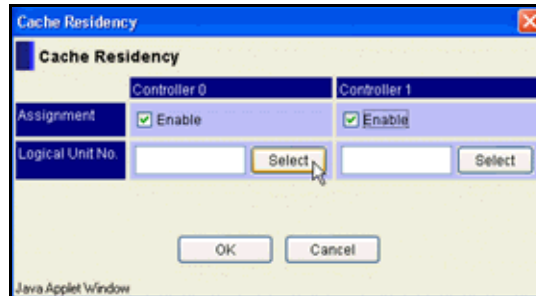 Cache Residency
Cache Residency
Controller 0 Controller 1
Assignment Enable Enable
Logical Unit No. Select Select
OK Cancel
Java Applet Window